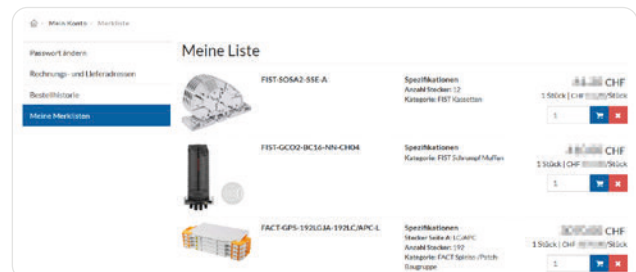 Mein Konto - Merkliste
Passwort ändern
Rechnungs- und Lieferadressen
Bestellhistorie
Meine Merklisten
Meine Liste
FIST-SOSA2-SSE-A
Spezifikationen
Anzahl Stecker: 12
Kategorie: FIST Kassetten
CHF
1 Stück | CHF /Stück
1
FIST-GCO2-BC16-NN-CH04
Spezifikationen
Kategorie: FIST Schrumpf Muffen
CHF
1 Stück | CHF /Stück
1
FACT-GPS-192LGJA-192LC/APC-L
Spezifikationen
Stecker Seite A: LC/APC
Anzahl Stecker: 192
Kategorie: FACT Spleiss-/Patch
Baugruppe
CHF
1 Stück | CHF /Stück
1